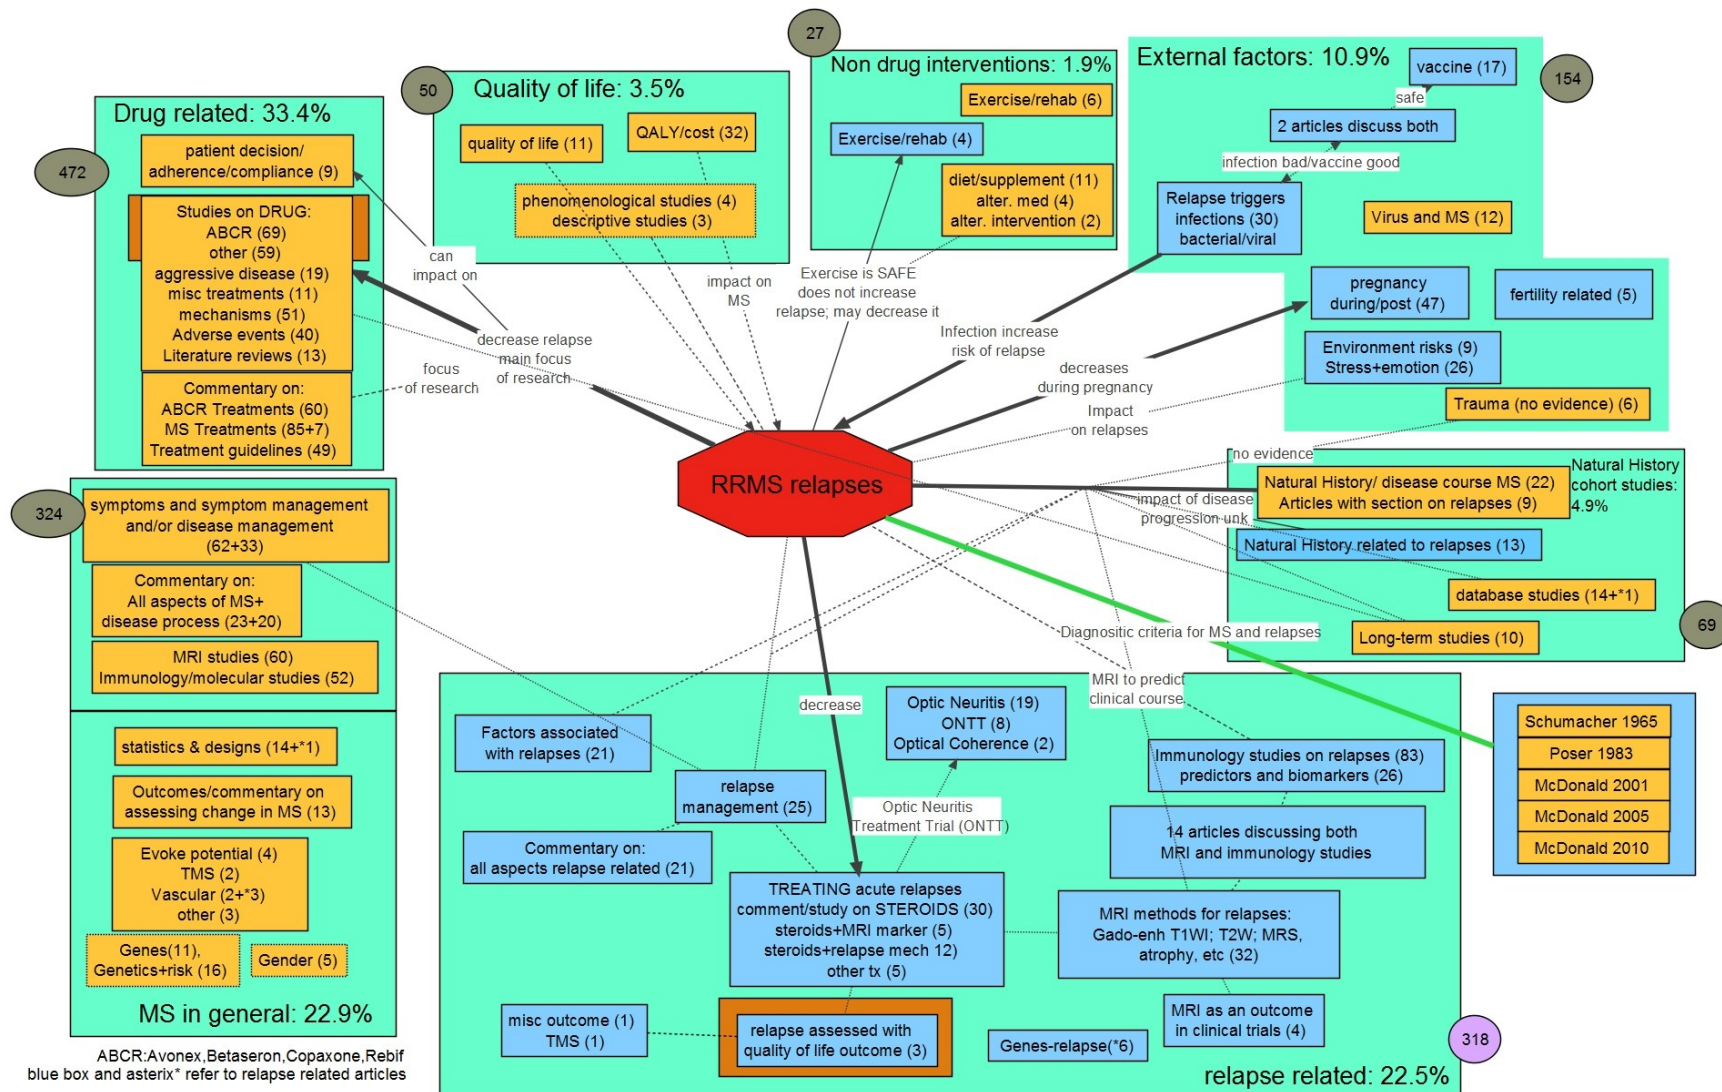 27
Non drug interventions: 1.9%
Exercise/rehab (6)
Exercise/rehab (4)
diet/supplement (11)
alter. med (4)
alter. intervention (2)
External factors: 10.9%
vaccine (17)
154
safe
2 articles discuss both
infection bad/vaccine good
Relapse triggers
infections (30)
bacterial/viral
Virus and MS (12)
pregnancy
during/post (47)
fertility related (5)
Environment risks (9)
Stress+emotion (26)
Trauma (no evidence) (6)
50
Quality of life: 3.5%
quality of life (11)
QALY/cost (32)
phenomenological studies (4)
descriptive studies (3)
Drug related: 33.4%
472
patient decision/
adherence/compliance (9)
Studies on DRUG:
ABCR (69)
other (59)
aggressive disease (19)
misc treatments (11)
mechanisms (51)
Adverse events (40)
Literature reviews (13)
Commentary on:
ABCR Treatments (60)
MS Treatments (85+7)
Treatment guidelines (49)
can
impact on
decrease relapse
main focus
of research
focus
of research
impact on
MS
Exercise is SAFE
does not increase
relapse; may decrease it
Infection increase
risk of relapse
decreases
during pregnancy
Impact
on relapses
no evidence
RRMS relapses
impact of disease
progression unk
Natural History/ disease course MS (22)
Articles with section on relapses (9)
Natural History
cohort studies:
4.9%
Natural History related to relapses (13)
database studies (14+*1)
Long-term studies (10)
69
324
symptoms and symptom management
and/or disease management
(62+33)
Commentary on:
All aspects of MS+
disease process (23+20)
MRI studies (60)
Immunology/molecular studies (52)
statistics & designs (14+*1)
Outcomes/commentary on
assessing change in MS (13)
Evoke potential (4)
TMS (2)
Vascular (2+*3)
other (3)
Genes(11),
Genetics+risk (16)
Gender (5)
MS in general: 22.9%
Diagnositic criteria for MS and relapses
MRI to predict
clinical course
decrease
Schumacher 1965
Poser 1983
McDonald 2001
McDonald 2005
McDonald 2010
Factors associated
with relapses (21)
Optic Neuritis (19)
ONTT (8)
Optical Coherence (2)
Immunology studies on relapses (83)
predictors and biomarkers (26)
relapse
management (25)
Optic Neuritis
Treatment Trial (ONTT)
14 articles discussing both
MRI and immunology studies
Commentary on:
all aspects relapse related (21)
TREATING acute relapses
comment/study on STEROIDS (30)
steroids+MRI marker (5)
steroids+relapse mech 12)
other tx (5)
MRI methods for relapses:
Gado-enh T1WI; T2W; MRS,
atrophy, etc (32)
misc outcome (1)
TMS (1)
relapse assessed with
quality of life outcome (3)
Genes-relapse(*6)
MRI as an outcome
in clinical trials (4)
318
relapse related: 22.5%
ABCR:Avonex,Betaseron,Copaxone,Rebif
blue box and asterix* refer to relapse related articles